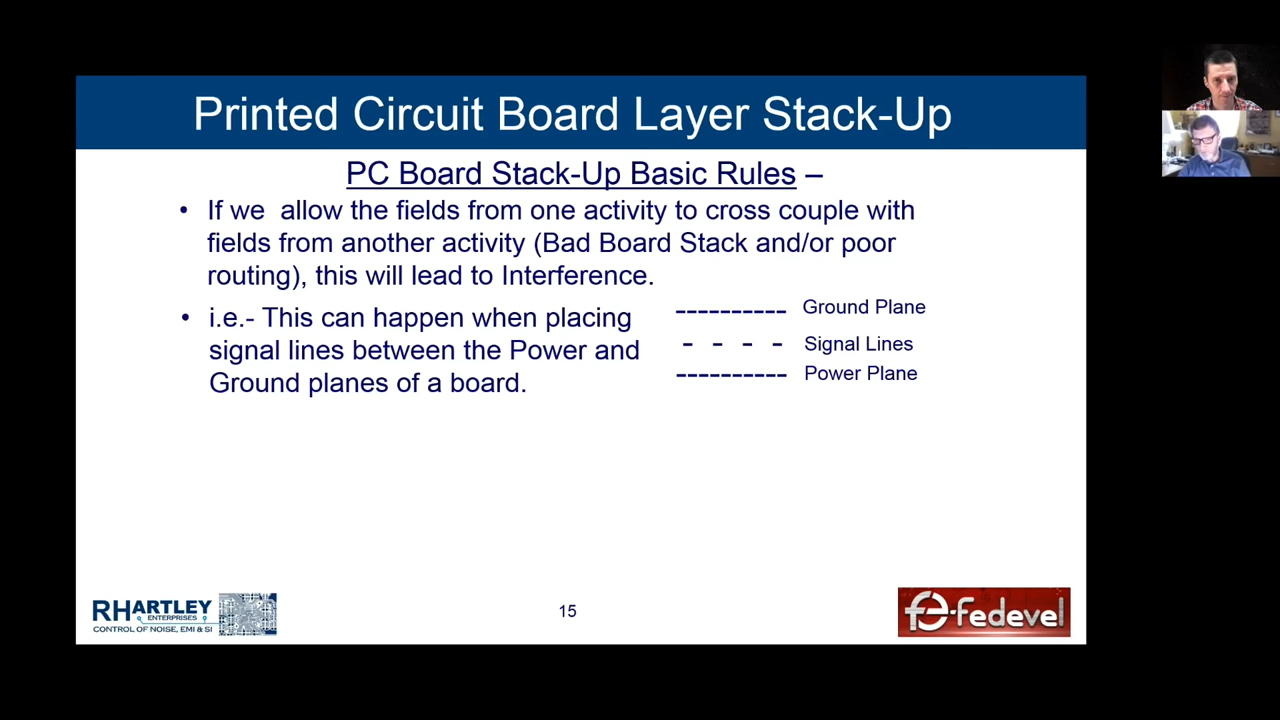 Printed Circuit Board Layer Stack-Up
PC Board Stack-Up Basic Rules –
• If we allow the fields from one activity to cross couple with
fields from another activity (Bad Board Stack and/or poor
routing), this will lead to Interference.
• i.e.- This can happen when placing
signal lines between the Power and
Ground planes of a board.
Ground Plane
Signal Lines
Power Plane
RHARTLEY
ENTERPRISES
CONTROL OF NOISE, EMI & SI
15
fedevel